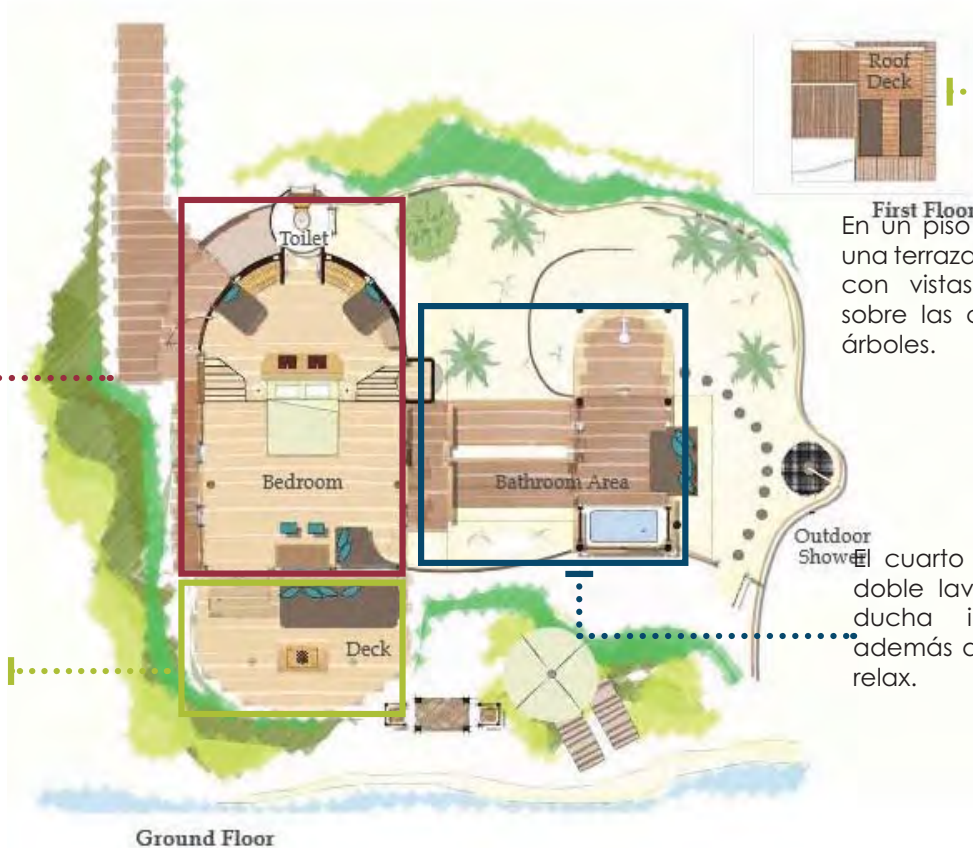 Roof
Deck
First Floor
En un piso
una terraza
con vistas
sobre las
árboles.
Toilet
Bedroom
Bathroom Area
Outdoor
Shower
El cuarto
doble lav
ducha i
además
relax.
Deck
Ground Floor